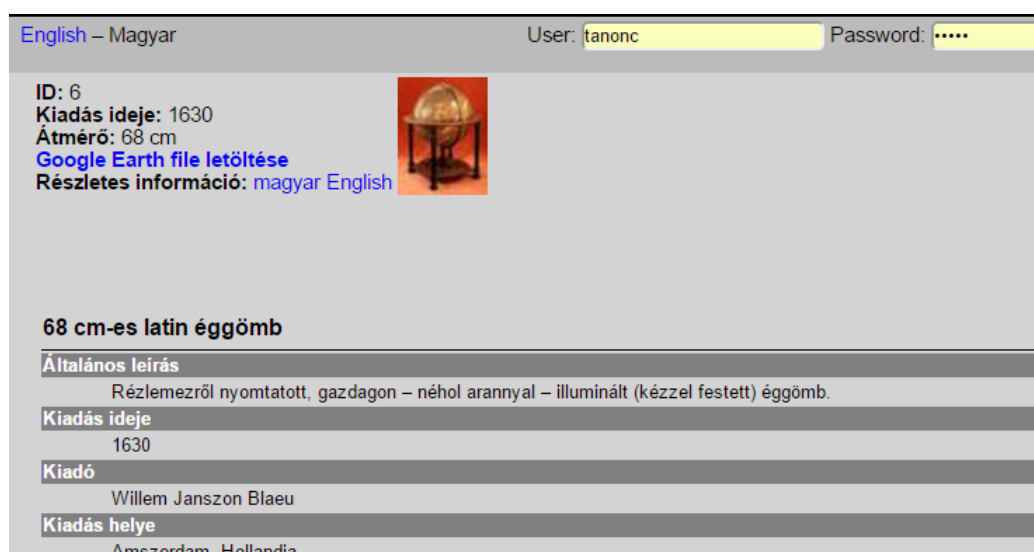 English – Magyar User: tanonc Password: •••••
ID: 6
Kiadás ideje: 1630
Átmérő: 68 cm
Google Earth file letöltése
Részletes információ: magyar English
68 cm-es latin éggömb
Általános leírás
Rézlemezről nyomtatott, gazdagon – néhol arannyal – illuminált (kézzel festett) éggömb.
Kiadás ideje
1630
Kiadó
Willem Janszon Blaeu
Kiadás helye
Amszerdam, Hollandia